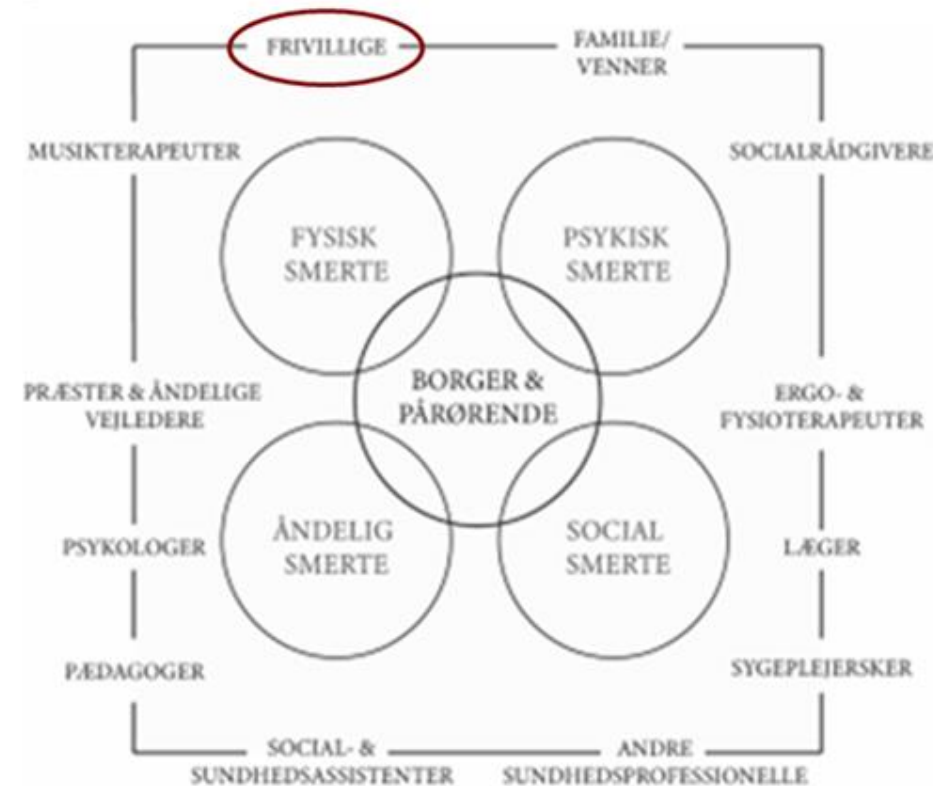 FRIVILLIGE
FAMILIE/
VENNER
MUSIKTERAPEUTER
SOCIALRÅDGIVERE
FYSISK
SMERTE
PSYKISK
SMERTE
BORGER &
PÅRØRENDE
PRÆSTER & ÅNDELIGE
VEJLEDERE
ERGO- &
FYSIOTERAPEUTER
ÅNDELIG
SMERTE
SOCIAL
SMERTE
PSYKOLOGER
LÆGER
PÆDAGOGER
SYGEPLEJERSKER
SOCIAL- &
SUNDHEDSASSISTENTER
ANDRE
SUNDHEDSPROFESSIONELLE